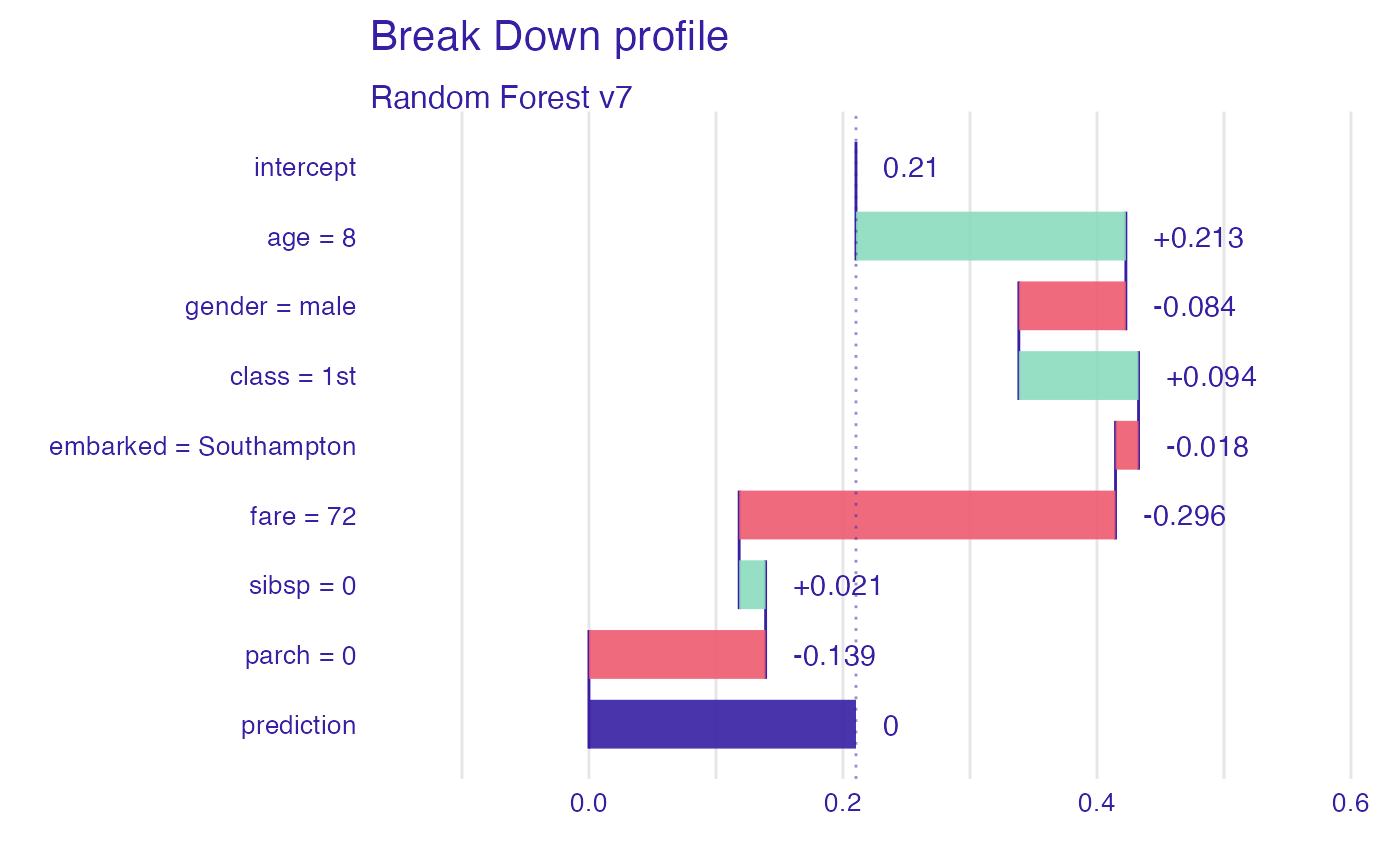 Break Down profile
Random Forest v7
intercept 0.21
age = 8 +0.213
gender = male -0.084
class = 1st +0.094
embarked = Southampton -0.018
fare = 72 -0.296
sibsp = 0 +0.021
parch = 0 -0.139
prediction 0
0.0 0.2 0.4 0.6